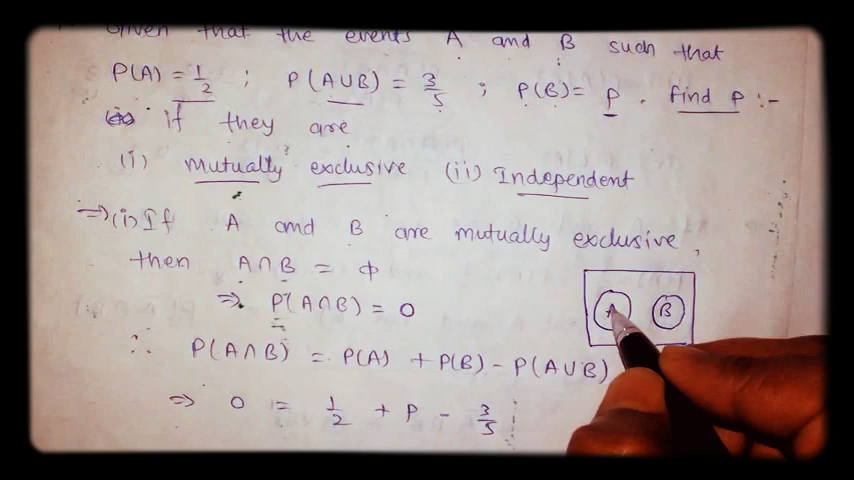 Given that the events A and B such that
P(A) = 1/2 ; P(A∪B) = 3/5 ; P(B) = p . Find p :-
if they are
(i) Mutually exclusive (ii) Independent
⇒ (i) If A and B are mutually exclusive,
then A∩B = ϕ
⇒ P(A∩B) = 0
∴ P(A∩B) = P(A) + P(B) - P(A∪B)
⇒ 0 = 1/2 + P - 3/5
A B